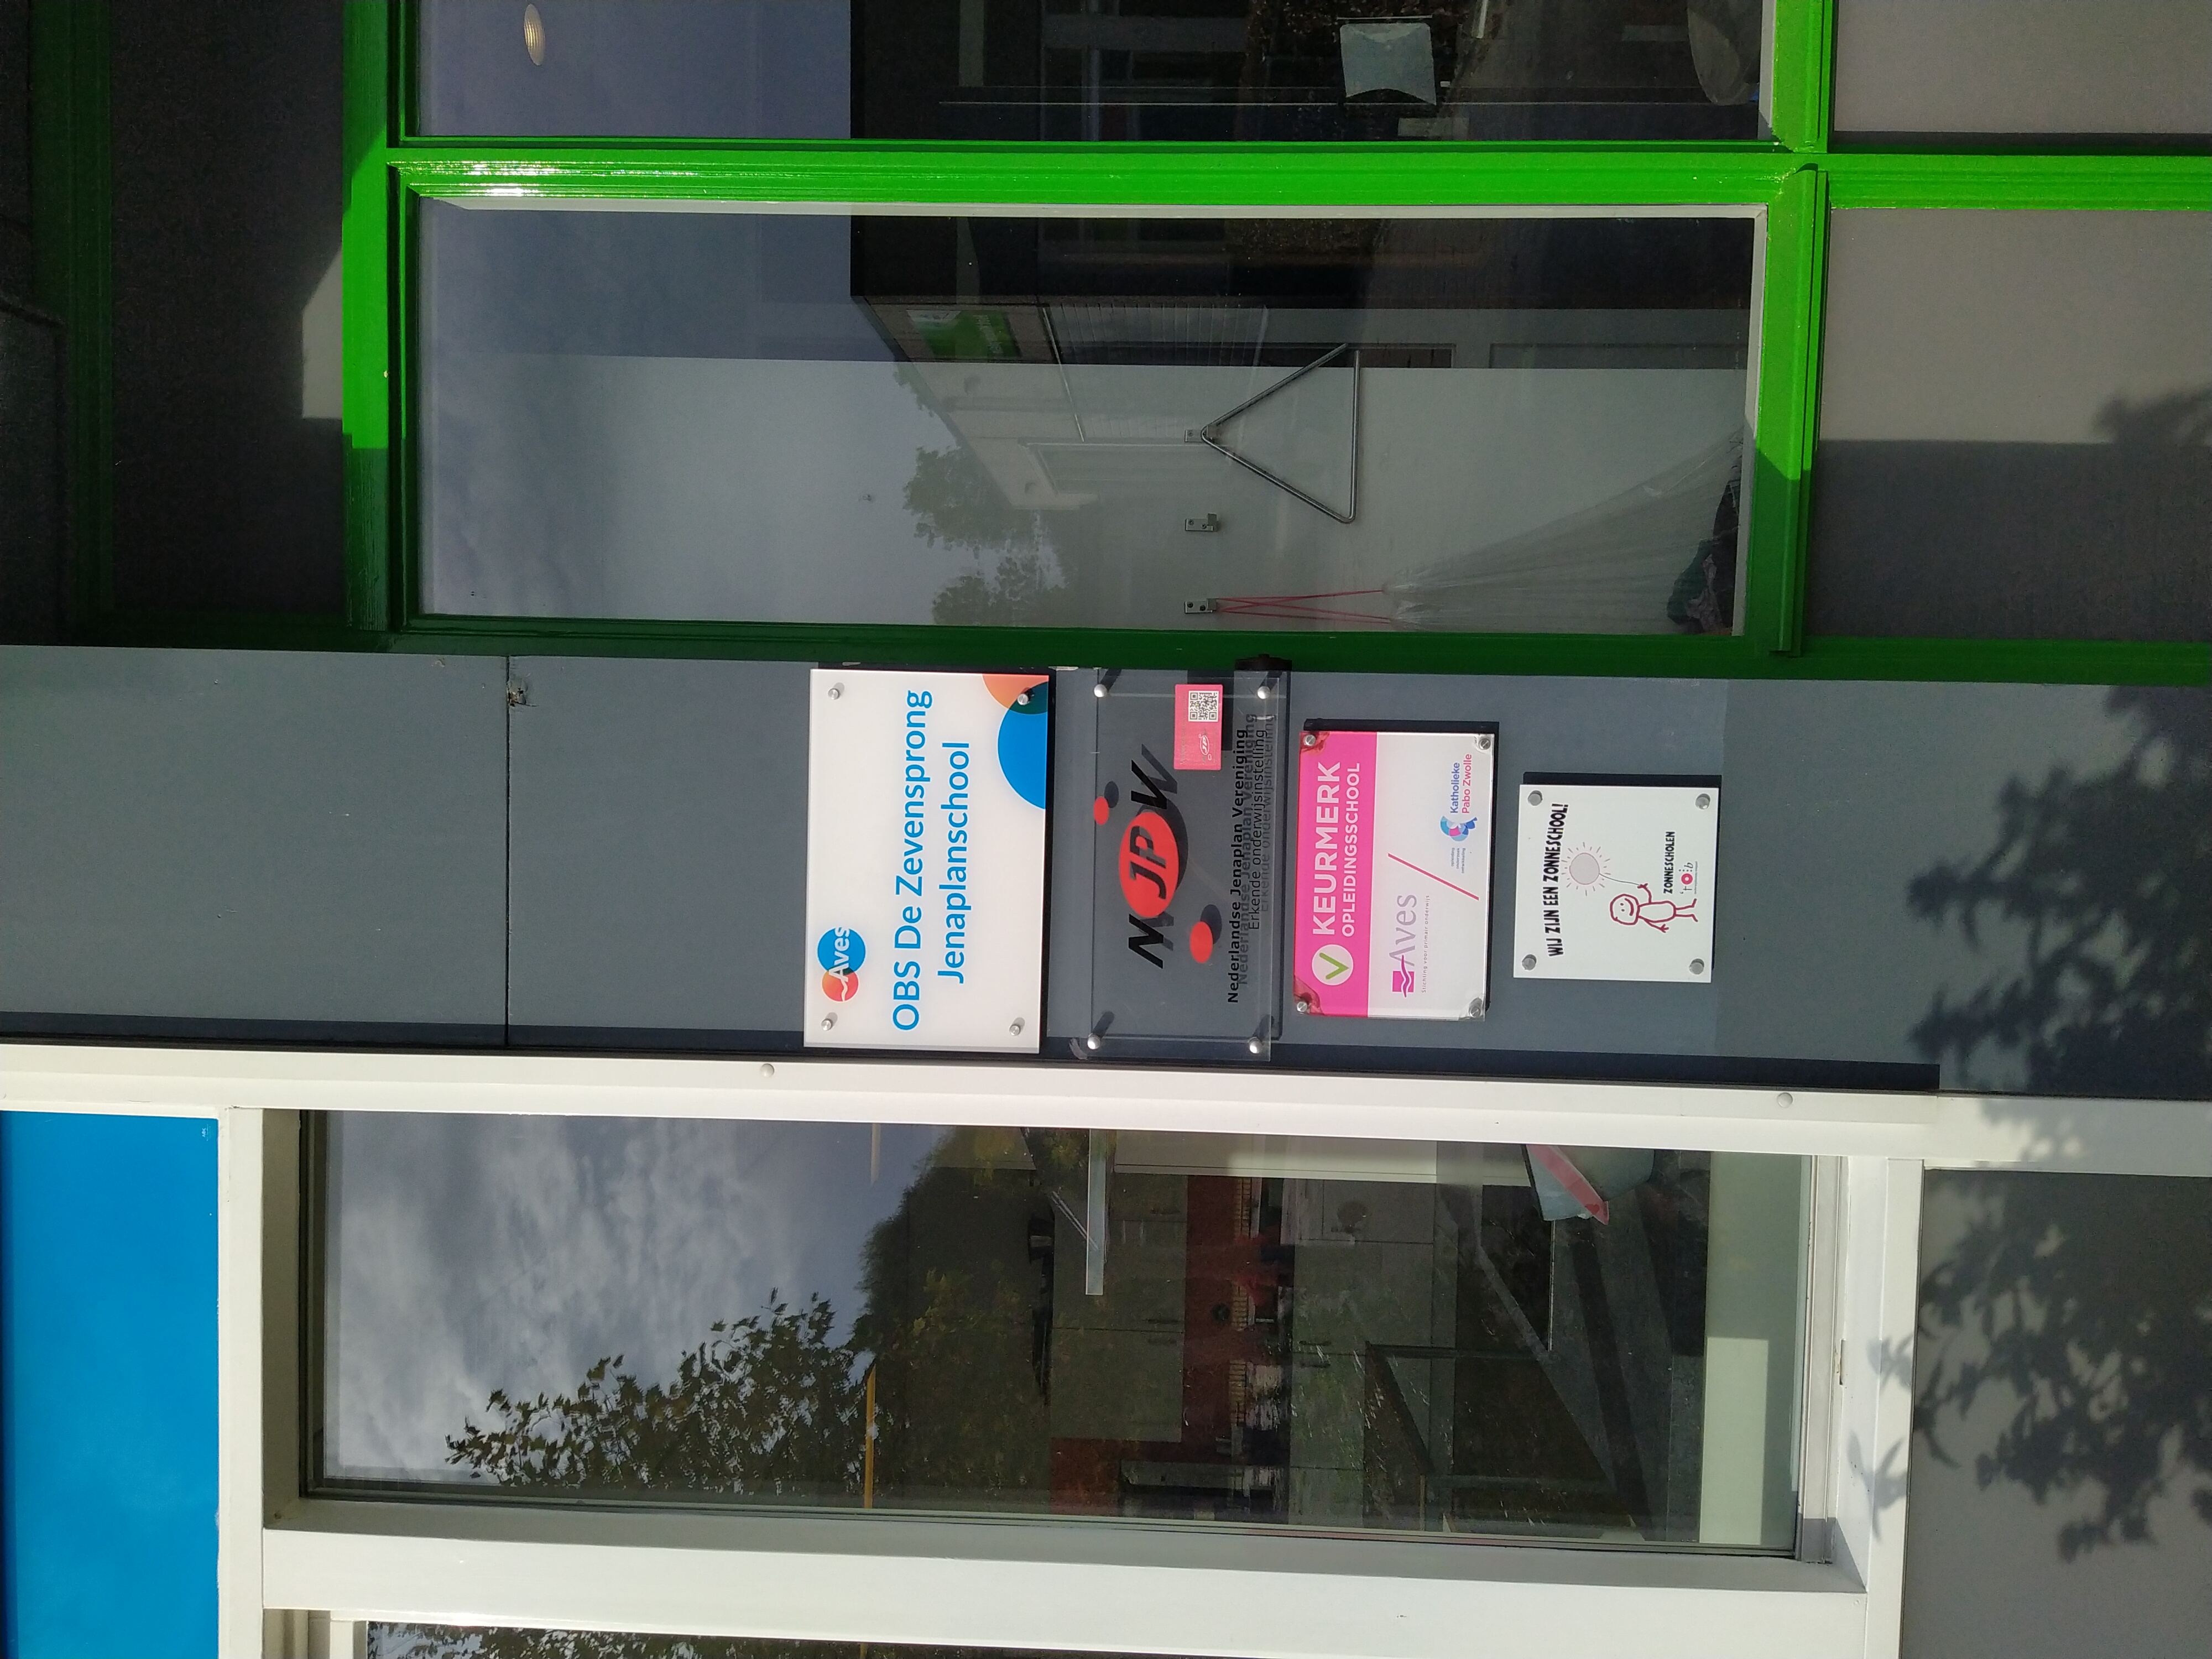 Aves
OBS De Zevensprong
Jenaplanschool
NJPV
Nederlandse Jenaplan Vereniging
Erkende onderwijsinstelling
KEURMERK
OPLEIDINGSSCHOOL
Aves
Stichting voor primair onderwijs
Katholieke
Pabo Zwolle
WIJ ZIJN EEN ZONNESCHOOL!
ZONNESCHOLEN